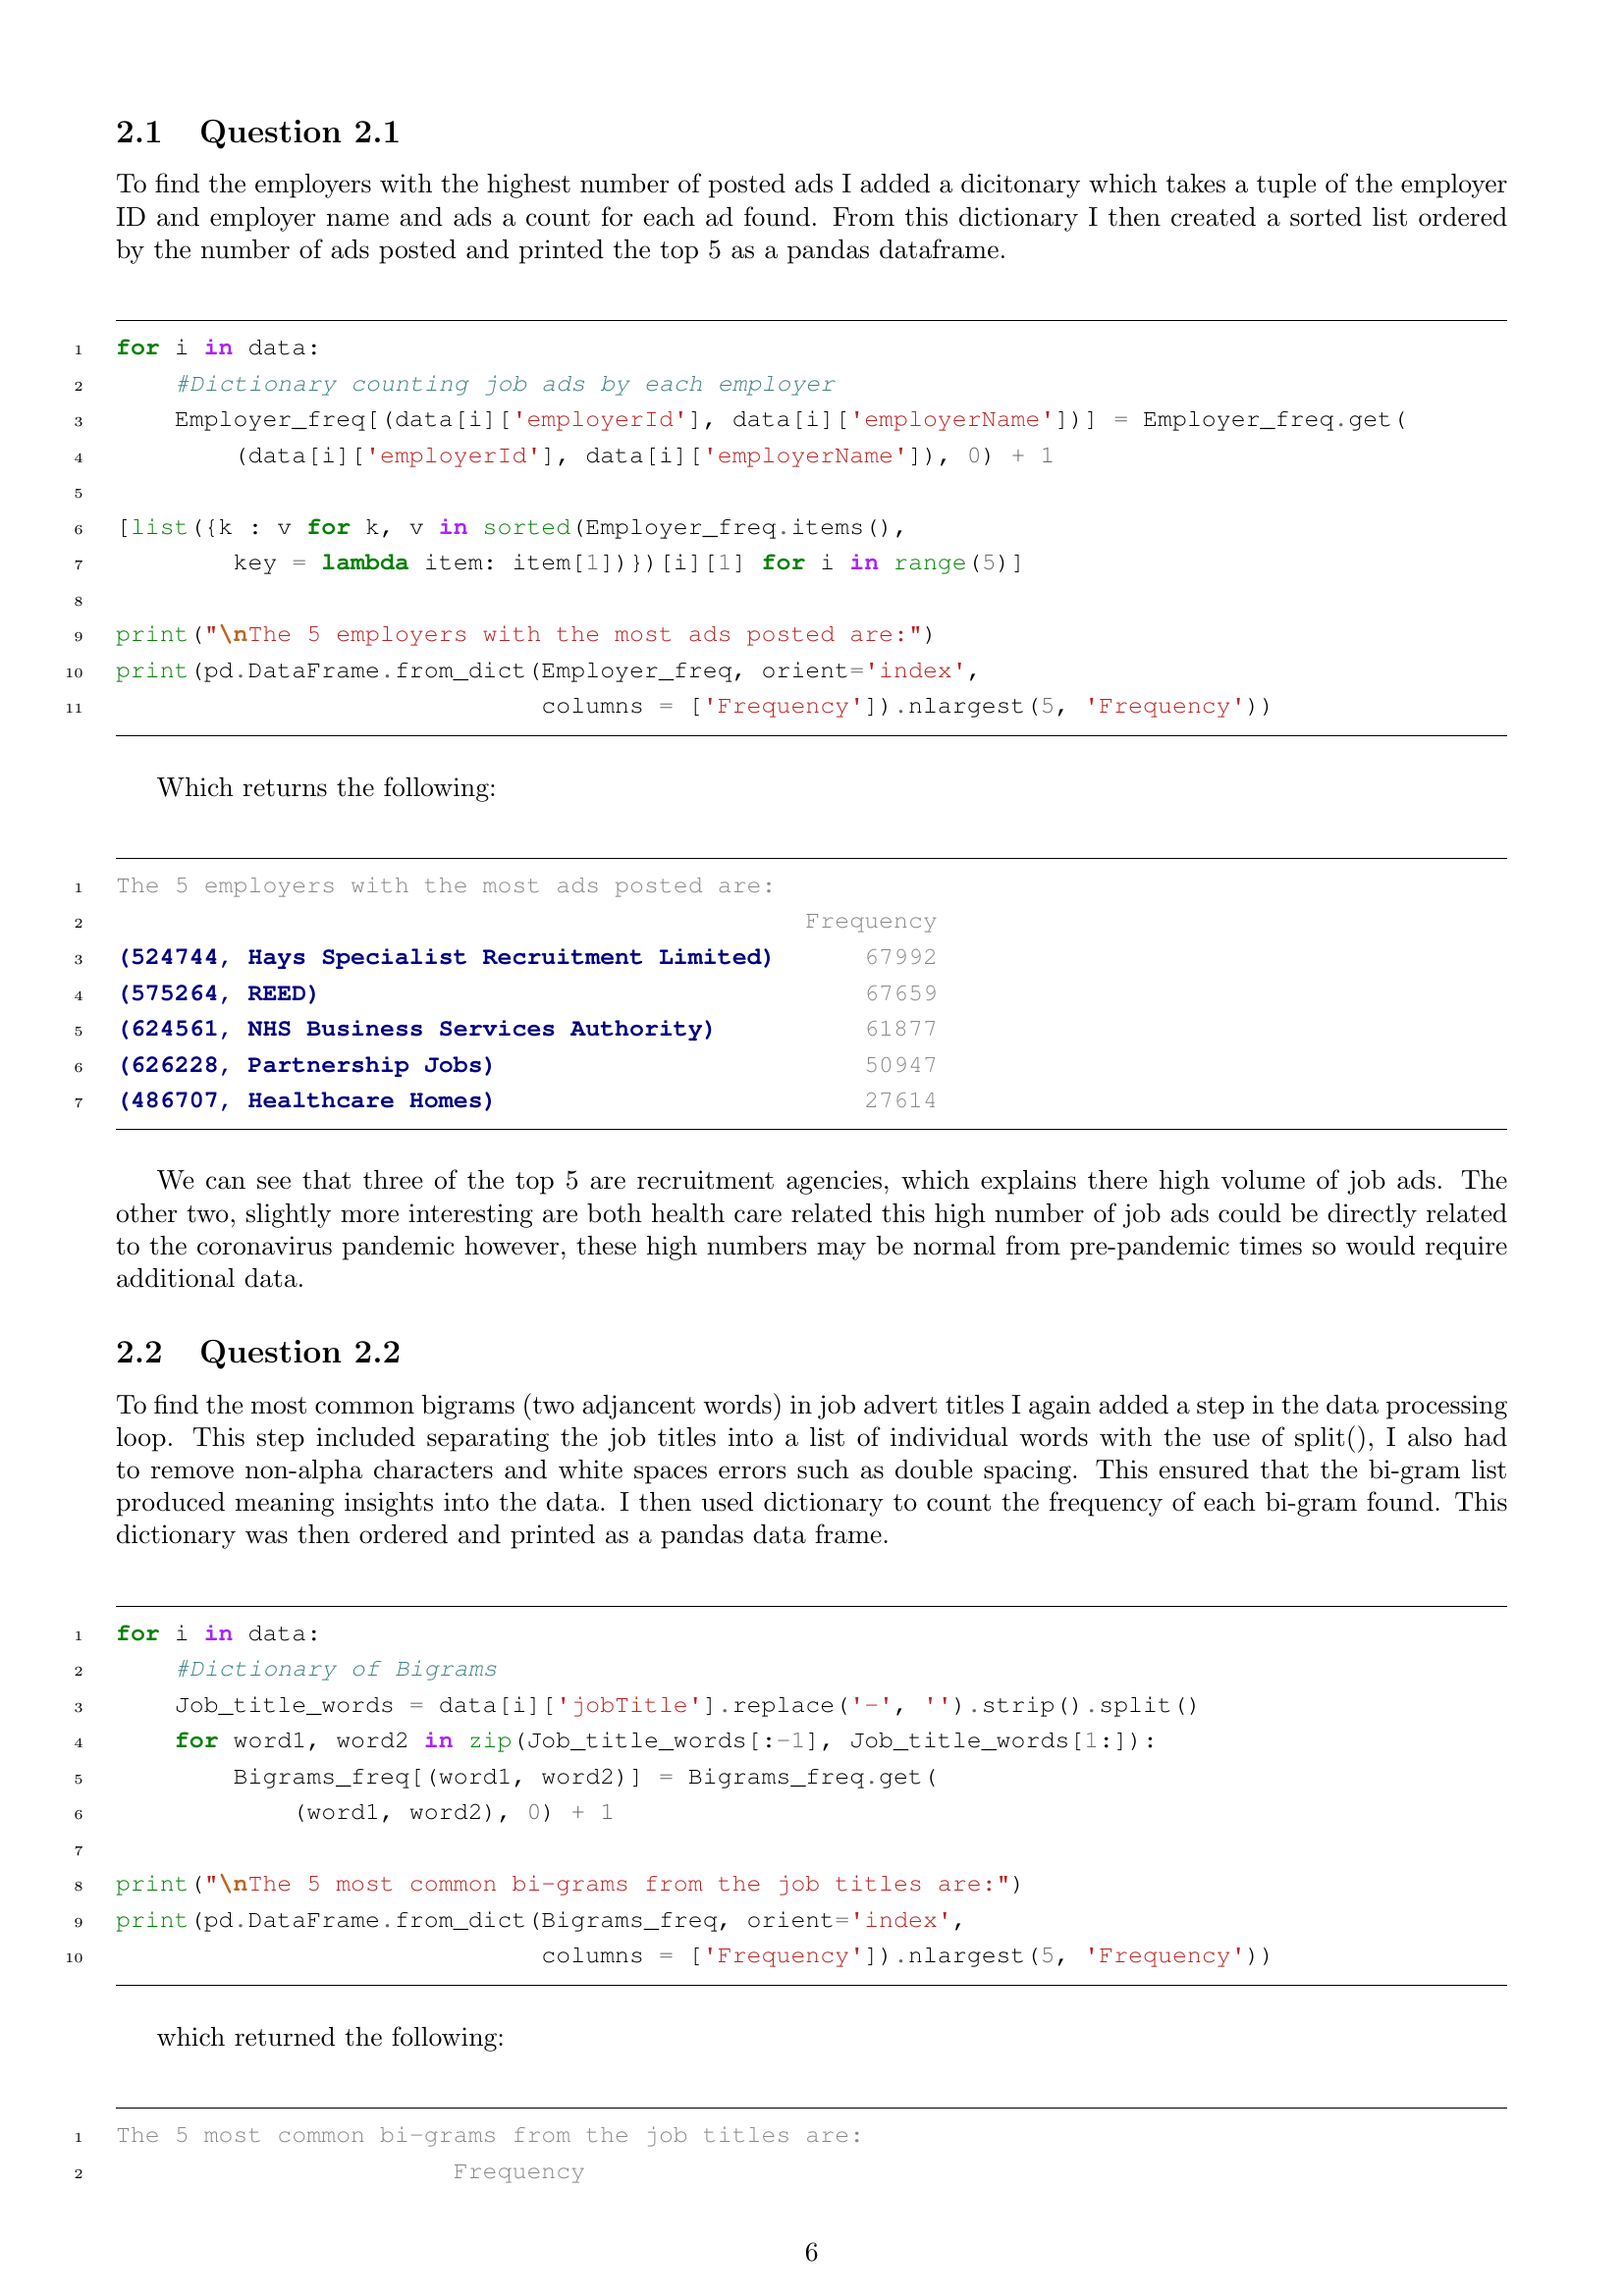 2.1 Question 2.1
To find the employers with the highest number of posted ads I added a dicitonary which takes a tuple of the employer
ID and employer name and ads a count for each ad found. From this dictionary I then created a sorted list ordered
by the number of ads posted and printed the top 5 as a pandas dataframe.
1 for i in data:
2     #Dictionary counting job ads by each employer
3     Employer_freq[(data[i]['employerId'], data[i]['employerName'])] = Employer_freq.get(
4         (data[i]['employerId'], data[i]['employerName']), 0) + 1
5
6 [list({k : v for k, v in sorted(Employer_freq.items(),
7         key = lambda item: item[1])})[i][1] for i in range(5)]
8
9 print("\nThe 5 employers with the most ads posted are:")
10 print(pd.DataFrame.from_dict(Employer_freq, orient='index',
11                              columns = ['Frequency']).nlargest(5, 'Frequency'))
Which returns the following:
1 The 5 employers with the most ads posted are:
2                                                Frequency
3 (524744, Hays Specialist Recruitment Limited)      67992
4 (575264, REED)                                     67659
5 (624561, NHS Business Services Authority)          61877
6 (626228, Partnership Jobs)                         50947
7 (486707, Healthcare Homes)                         27614
We can see that three of the top 5 are recruitment agencies, which explains there high volume of job ads. The
other two, slightly more interesting are both health care related this high number of job ads could be directly related
to the coronavirus pandemic however, these high numbers may be normal from pre-pandemic times so would require
additional data.
2.2 Question 2.2
To find the most common bigrams (two adjancent words) in job advert titles I again added a step in the data processing
loop. This step included separating the job titles into a list of individual words with the use of split(), I also had
to remove non-alpha characters and white spaces errors such as double spacing. This ensured that the bi-gram list
produced meaning insights into the data. I then used dictionary to count the frequency of each bi-gram found. This
dictionary was then ordered and printed as a pandas data frame.
1 for i in data:
2     #Dictionary of Bigrams
3     Job_title_words = data[i]['jobTitle'].replace('-', '').strip().split()
4     for word1, word2 in zip(Job_title_words[:-1], Job_title_words[1:]):
5         Bigrams_freq[(word1, word2)] = Bigrams_freq.get(
6             (word1, word2), 0) + 1
7
8 print("\nThe 5 most common bi-grams from the job titles are:")
9 print(pd.DataFrame.from_dict(Bigrams_freq, orient='index',
10                              columns = ['Frequency']).nlargest(5, 'Frequency'))
which returned the following:
1 The 5 most common bi-grams from the job titles are:
2                        Frequency
6